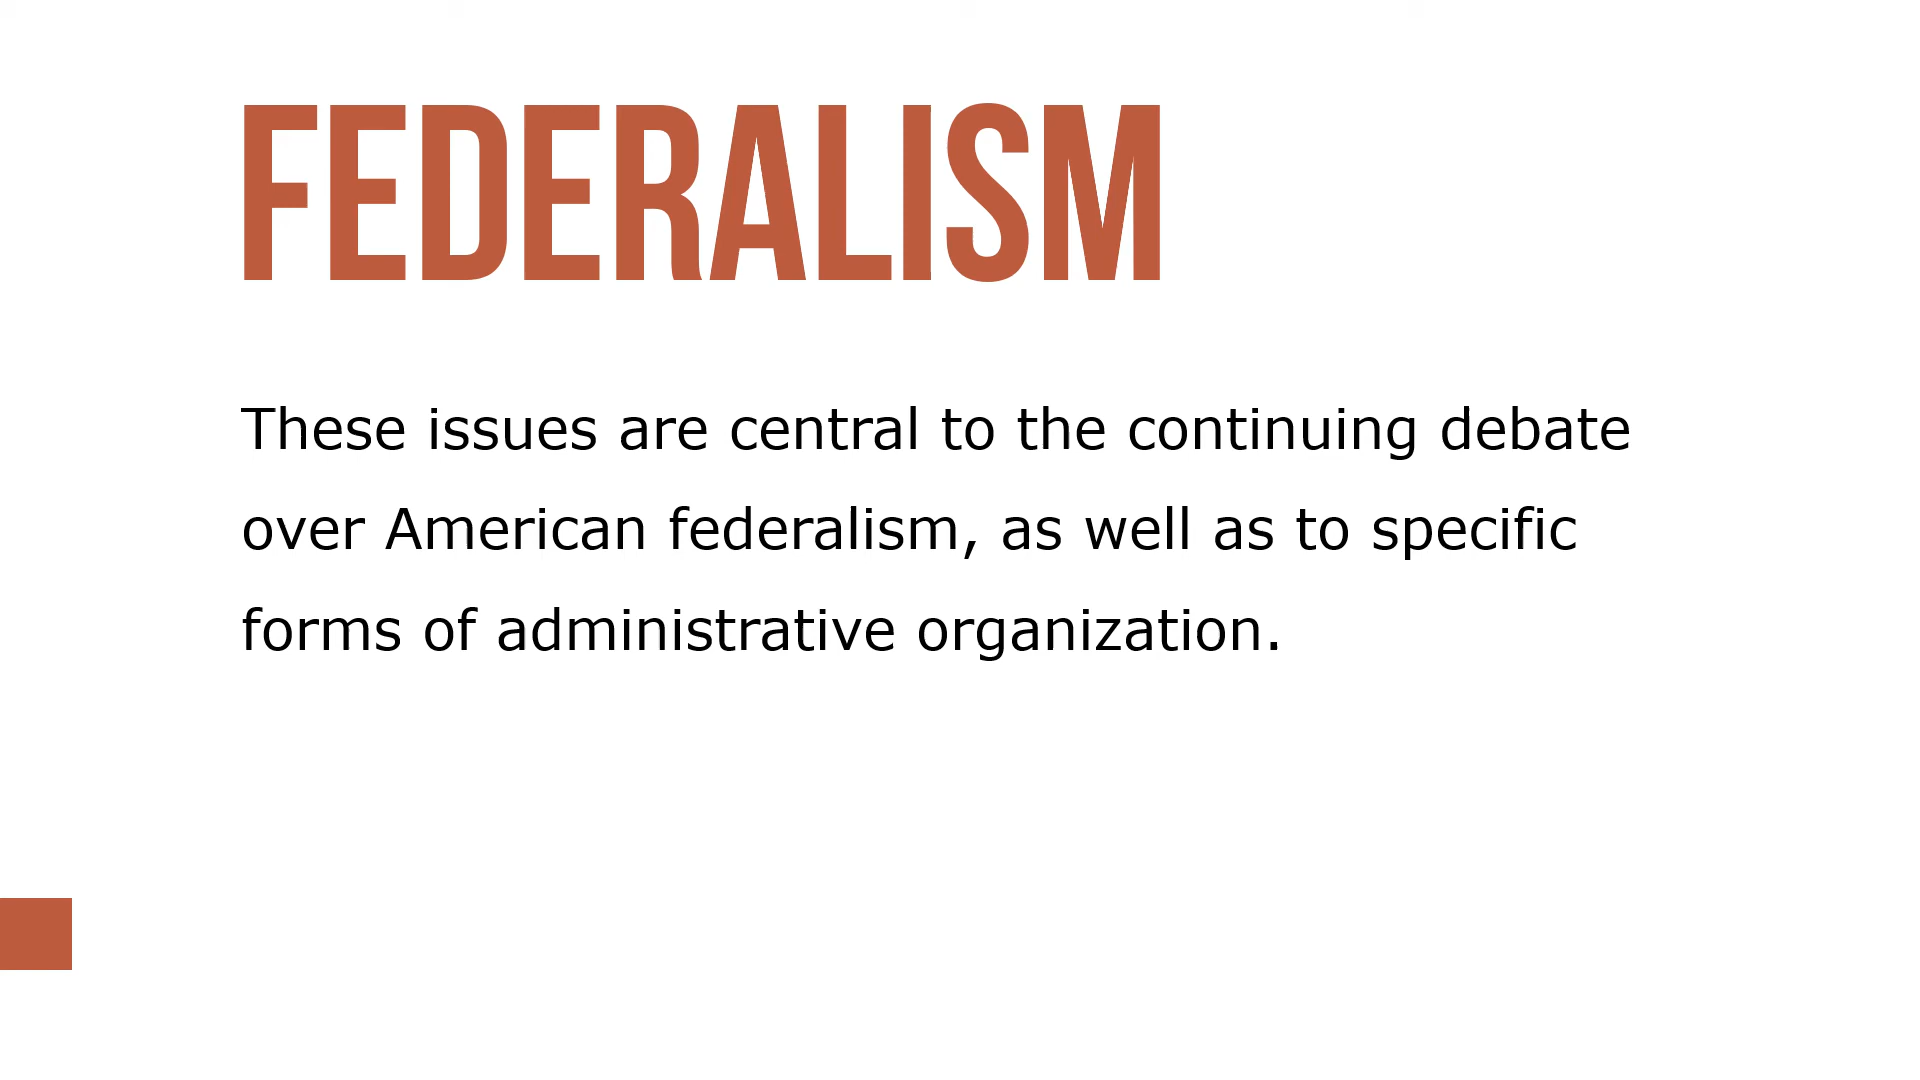 FEDERALISM
These issues are central to the continuing debate
over American federalism, as well as to specific
forms of administrative organization.